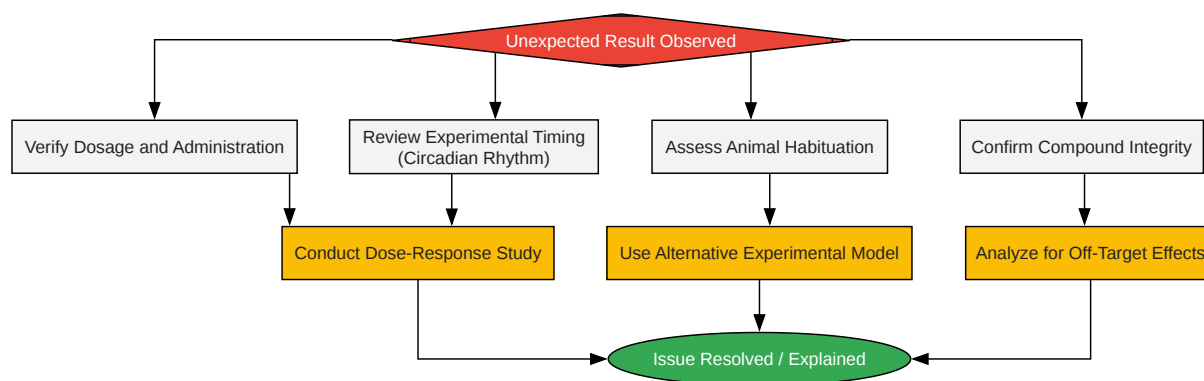 Unexpected Result Observed
Verify Dosage and Administration
Review Experimental Timing
(Circadian Rhythm)
Assess Animal Habituation
Confirm Compound Integrity
Conduct Dose-Response Study
Use Alternative Experimental Model
Analyze for Off-Target Effects
Issue Resolved / Explained